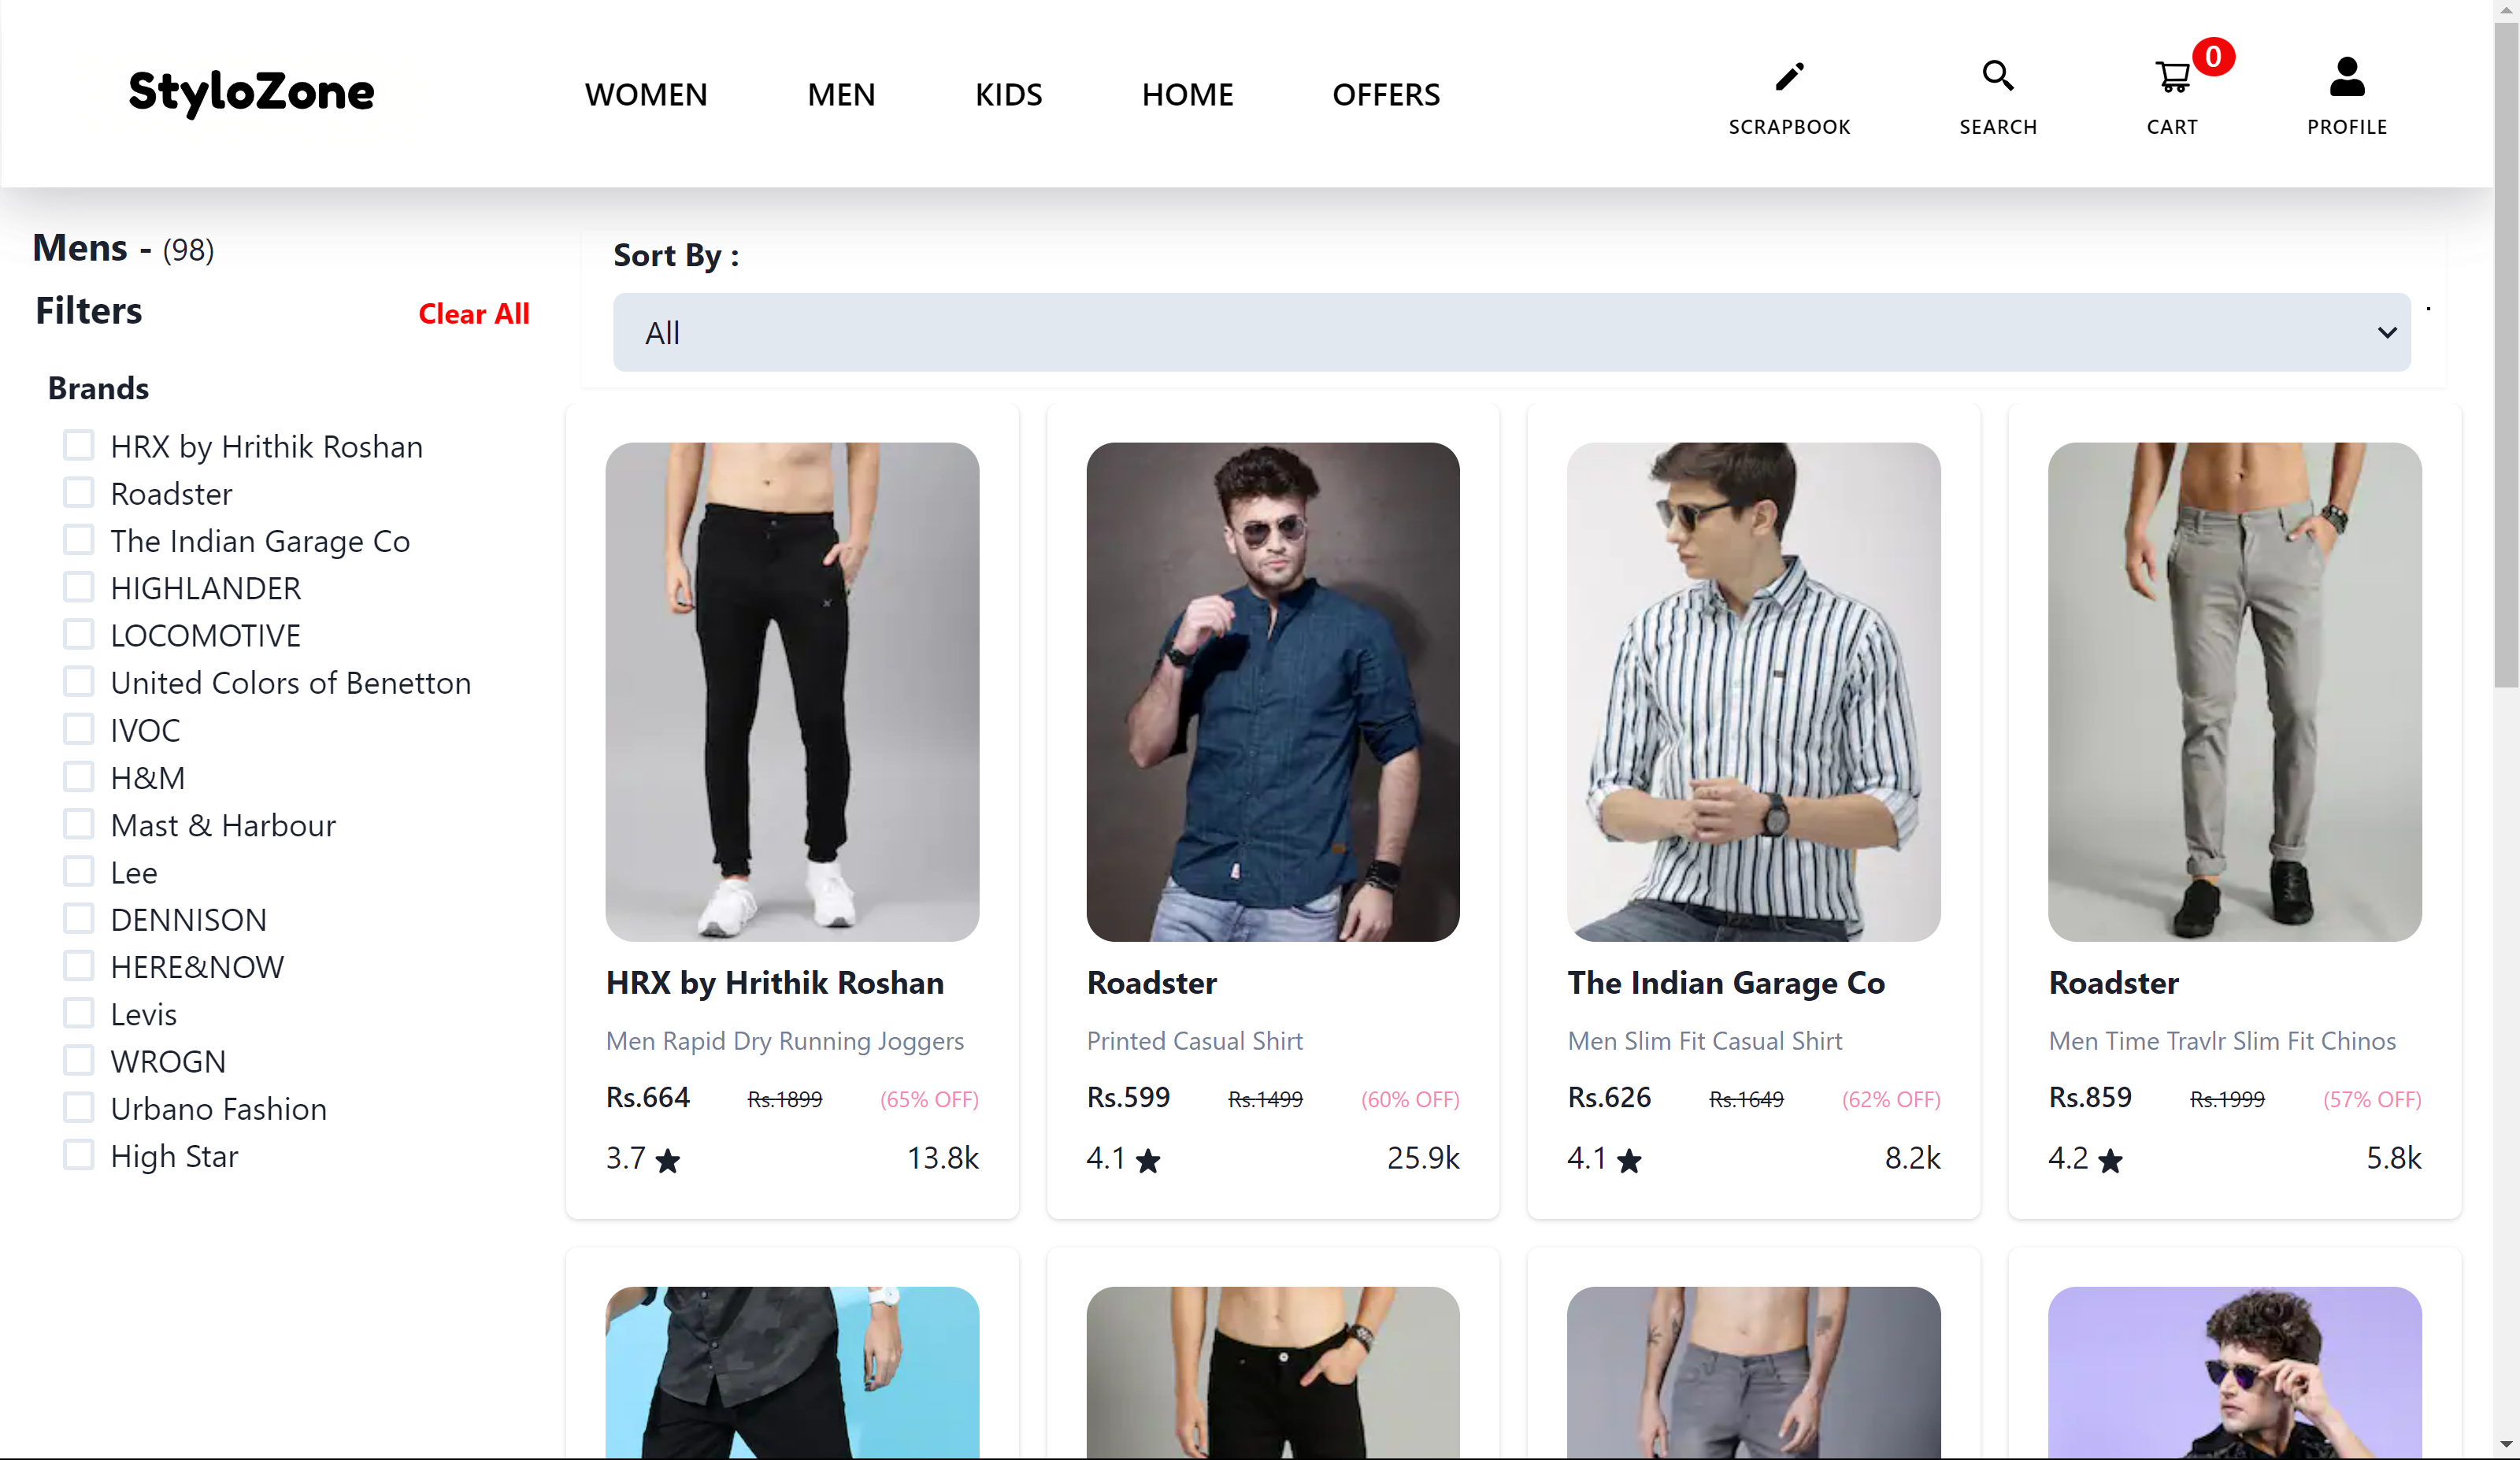 StyloZone
WOMEN
MEN
KIDS
HOME
OFFERS
SCRAPBOOK
SEARCH
0
CART
PROFILE
Mens - (98)
Filters
Clear All
Brands
HRX by Hrithik Roshan
Roadster
The Indian Garage Co
HIGHLANDER
LOCOMOTIVE
United Colors of Benetton
IVOC
H&M
Mast & Harbour
Lee
DENNISON
HERE&NOW
Levis
WROGN
Urbano Fashion
High Star
Sort By :
All
.
HRX by Hrithik Roshan
Men Rapid Dry Running Joggers
Rs.664 Rs.1899 (65% OFF)
3.7 13.8k
Roadster
Printed Casual Shirt
Rs.599 Rs.1499 (60% OFF)
4.1 25.9k
The Indian Garage Co
Men Slim Fit Casual Shirt
Rs.626 Rs.1649 (62% OFF)
4.1 8.2k
Roadster
Men Time Travlr Slim Fit Chinos
Rs.859 Rs.1999 (57% OFF)
4.2 5.8k